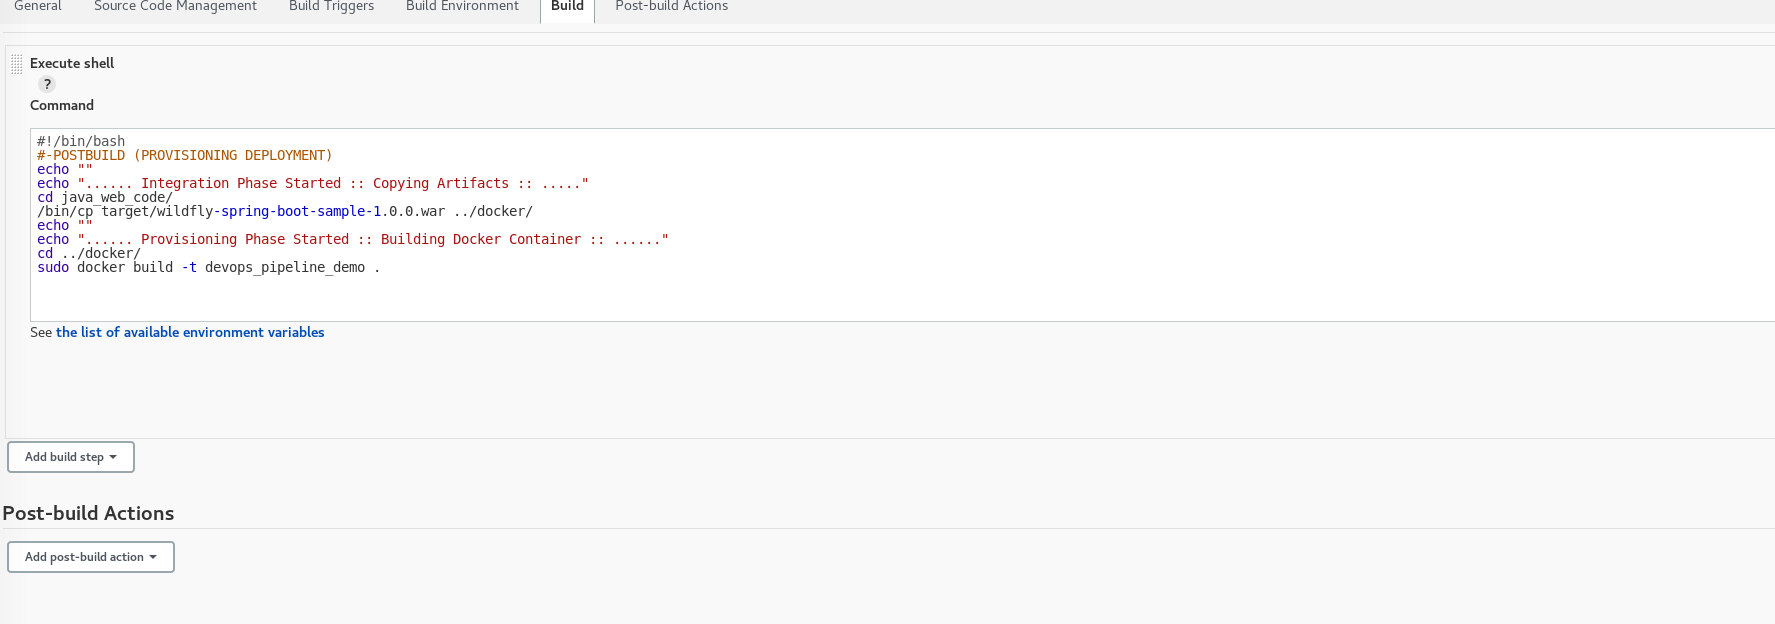 General Source Code Management Build Triggers Build Environment Build Post-build Actions
Execute shell
?
Command
#!/bin/bash
#-POSTBUILD (PROVISIONING DEPLOYMENT)
echo ""
echo "...... Integration Phase Started :: Copying Artifacts :: ....."
cd java_web_code/
/bin/cp target/wildfly-spring-boot-sample-1.0.0.war ../docker/
echo ""
echo "...... Provisioning Phase Started :: Building Docker Container :: ......"
cd ../docker/
sudo docker build -t devops_pipeline_demo .
See the list of available environment variables
Add build step
Post-build Actions
Add post-build action